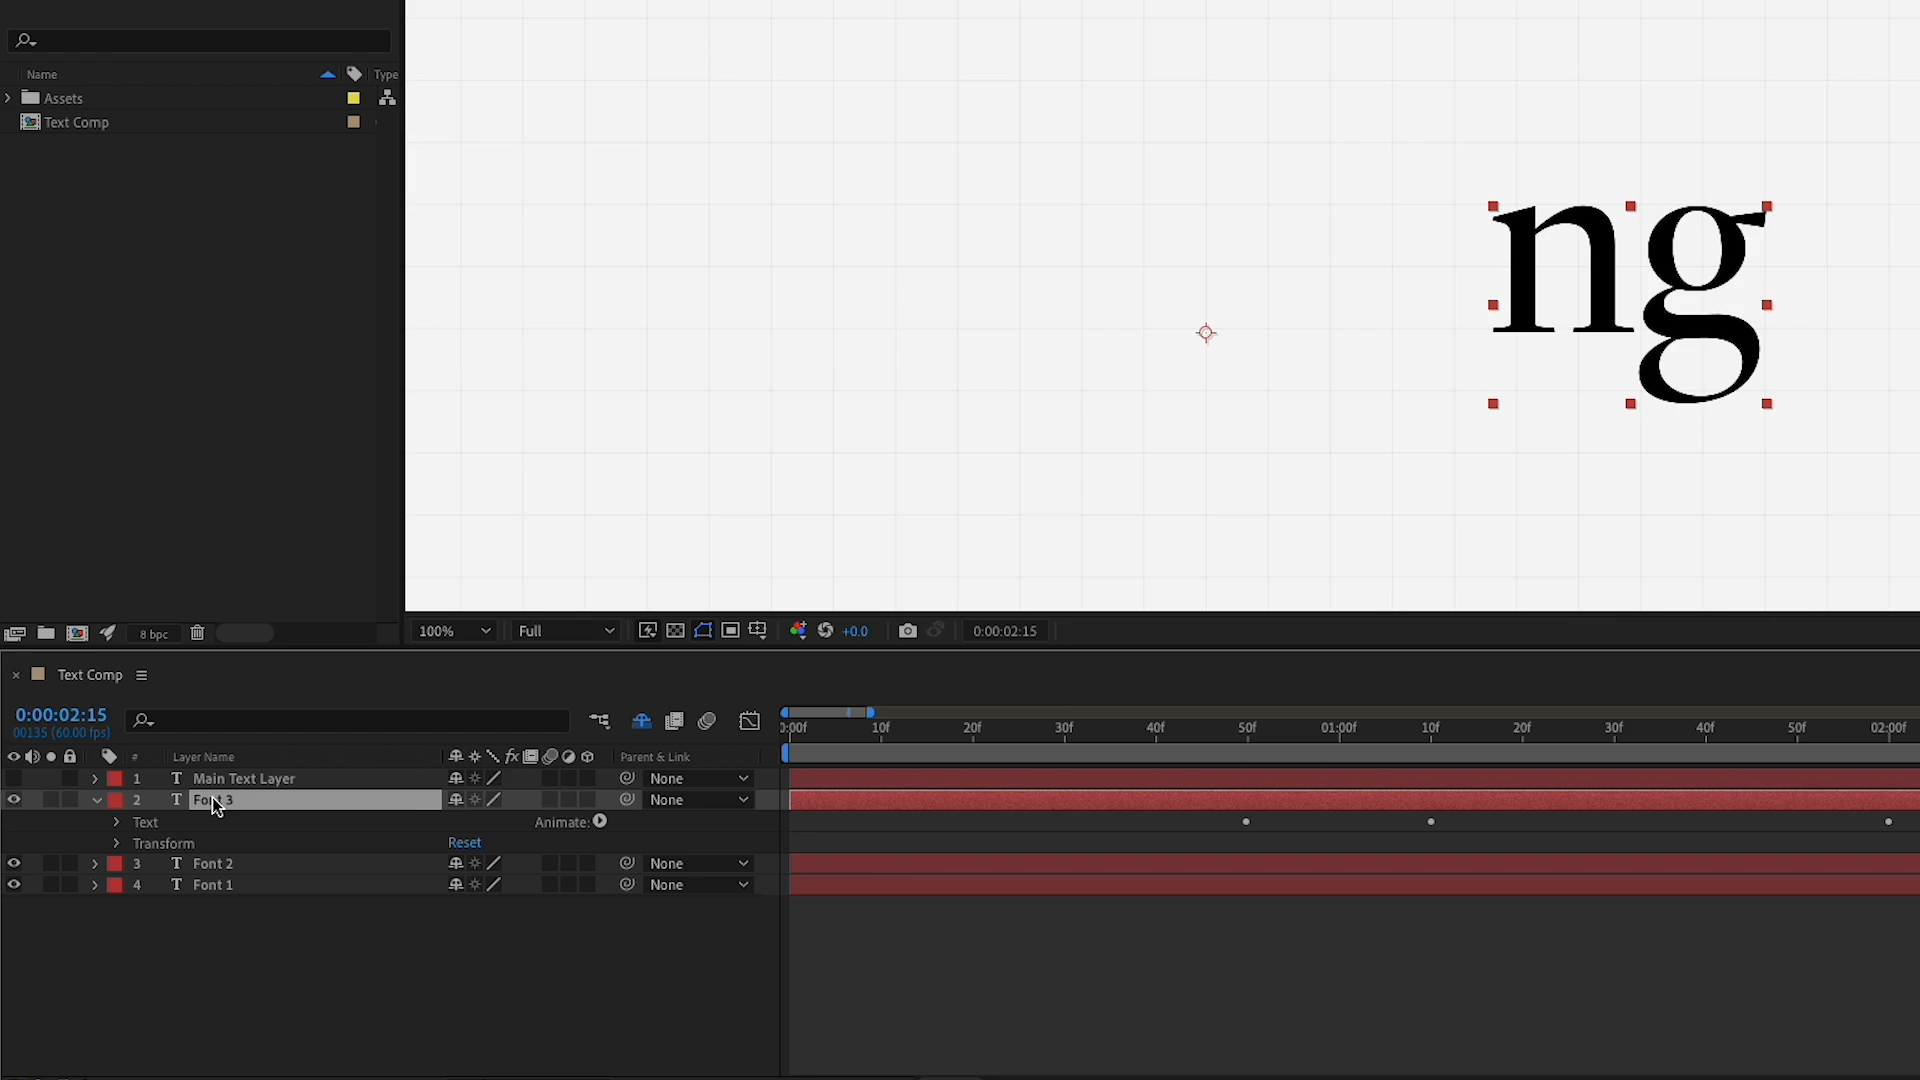 Name Type
Assets
Text Comp
ng
8 bpc
100% Full +0.0 0:00:02:15
Text Comp
0:00:02:15
00135 (60.00 fps)
:00f 10f 20f 30f 40f 50f 01:00f 10f 20f 30f 40f 50f 02:00f
# Layer Name fx Parent & Link
1 T Main Text Layer None
2 T Font 3 None
Text Animate:
Transform Reset
3 T Font 2 None
4 T Font 1 None